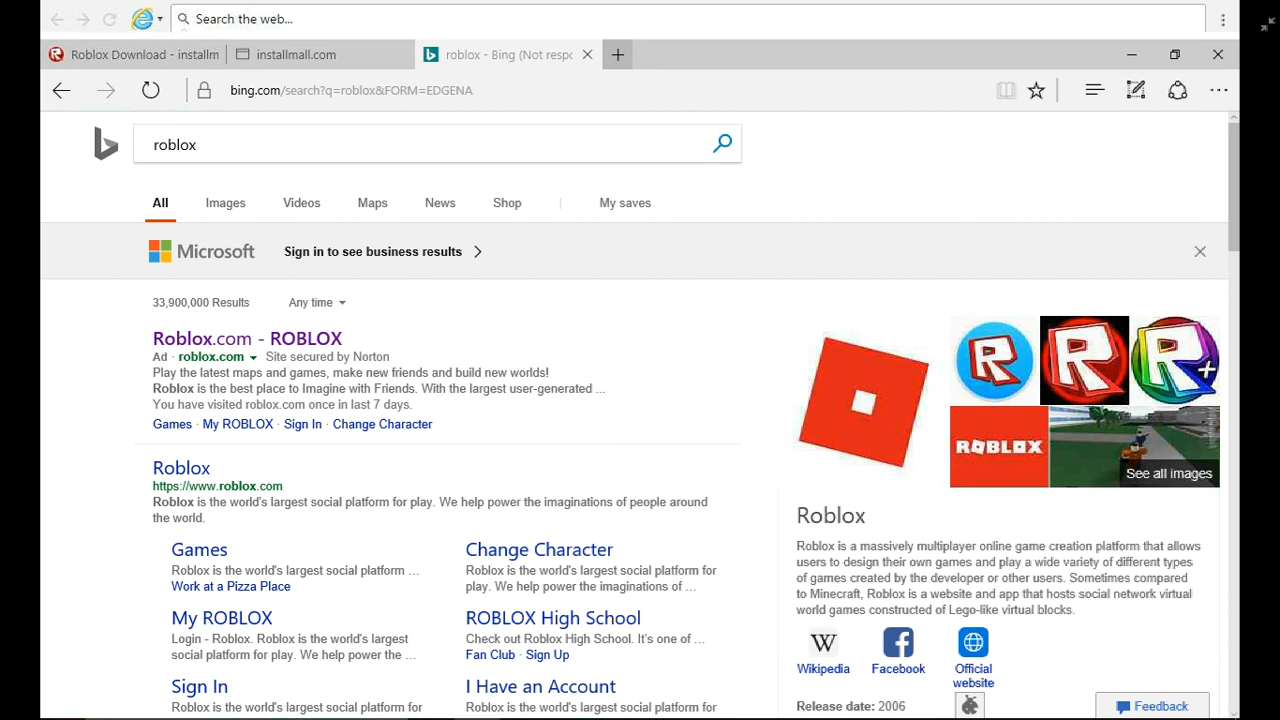 Search the web...
Roblox Download - installm
installmall.com
roblox - Bing (Not respc
bing.com/search?q=roblox&FORM=EDGENA
roblox
All Images Videos Maps News Shop | My saves
Microsoft Sign in to see business results
33,900,000 Results Any time
Roblox.com - ROBLOX
Ad · roblox.com Site secured by Norton
Play the latest maps and games, make new friends and build new worlds!
Roblox is the best place to Imagine with Friends. With the largest user-generated ...
You have visited roblox.com once in last 7 days.
Games · My ROBLOX · Sign In · Change Character
Roblox
https://www.roblox.com
Roblox is the world's largest social platform for play. We help power the imaginations of people around
the world.
Games
Roblox is the world's largest social platform ...
Work at a Pizza Place
Change Character
Roblox is the world's largest social platform for
play. We help power the imaginations of ...
My ROBLOX
Login - Roblox. Roblox is the world's largest
social platform for play. We help power the ...
ROBLOX High School
Check out Roblox High School. It's one of ...
Fan Club · Sign Up
Sign In
Roblox is the world's largest social platform for
I Have an Account
Roblox is the world's largest social platform for
R
R
R+
ROBLOX
See all images
Roblox
Roblox is a massively multiplayer online game creation platform that allows
users to design their own games and play a wide variety of different types
of games created by the developer or other users. Sometimes compared
to Minecraft, Roblox is a website and app that hosts social network virtual
world games constructed of Lego-like virtual blocks.
W
Wikipedia
Facebook
Official
website
Release date: 2006
Feedback